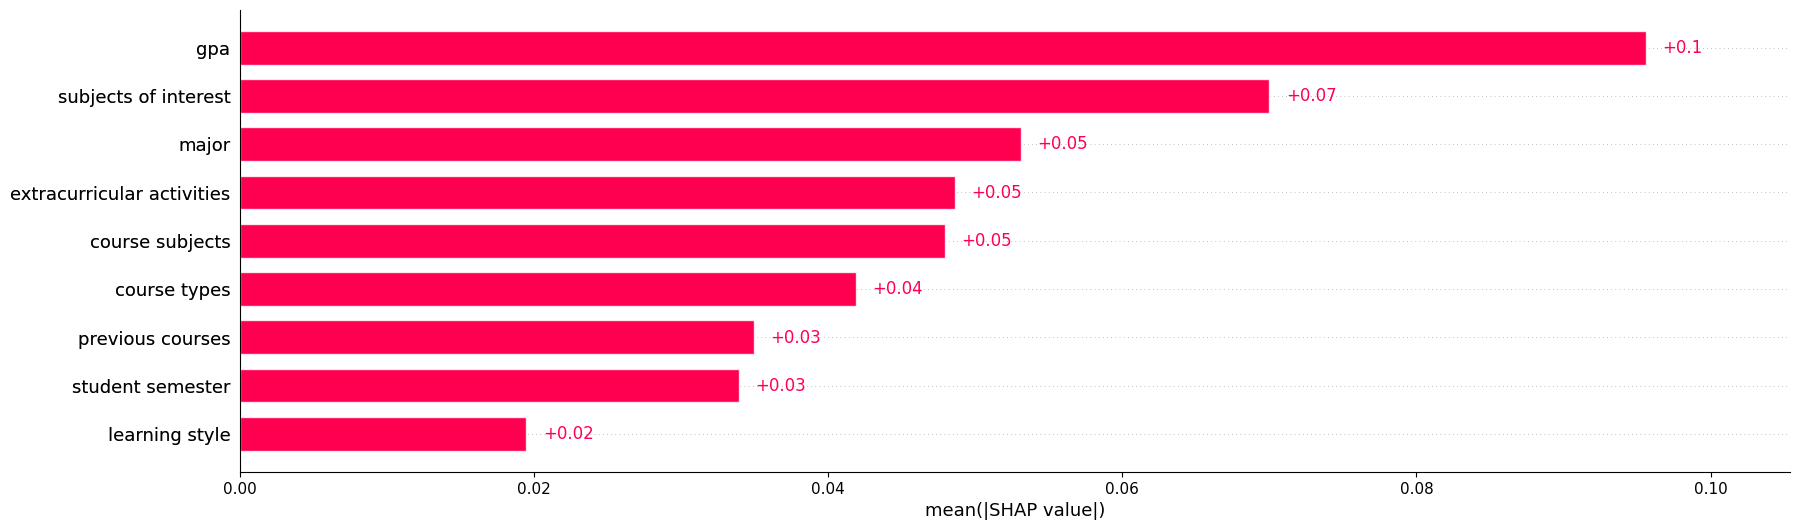 gpa +0.1
subjects of interest +0.07
major +0.05
extracurricular activities +0.05
course subjects +0.05
course types +0.04
previous courses +0.03
student semester +0.03
learning style +0.02
0.00 0.02 0.04 0.06 0.08 0.10
mean(|SHAP value|)